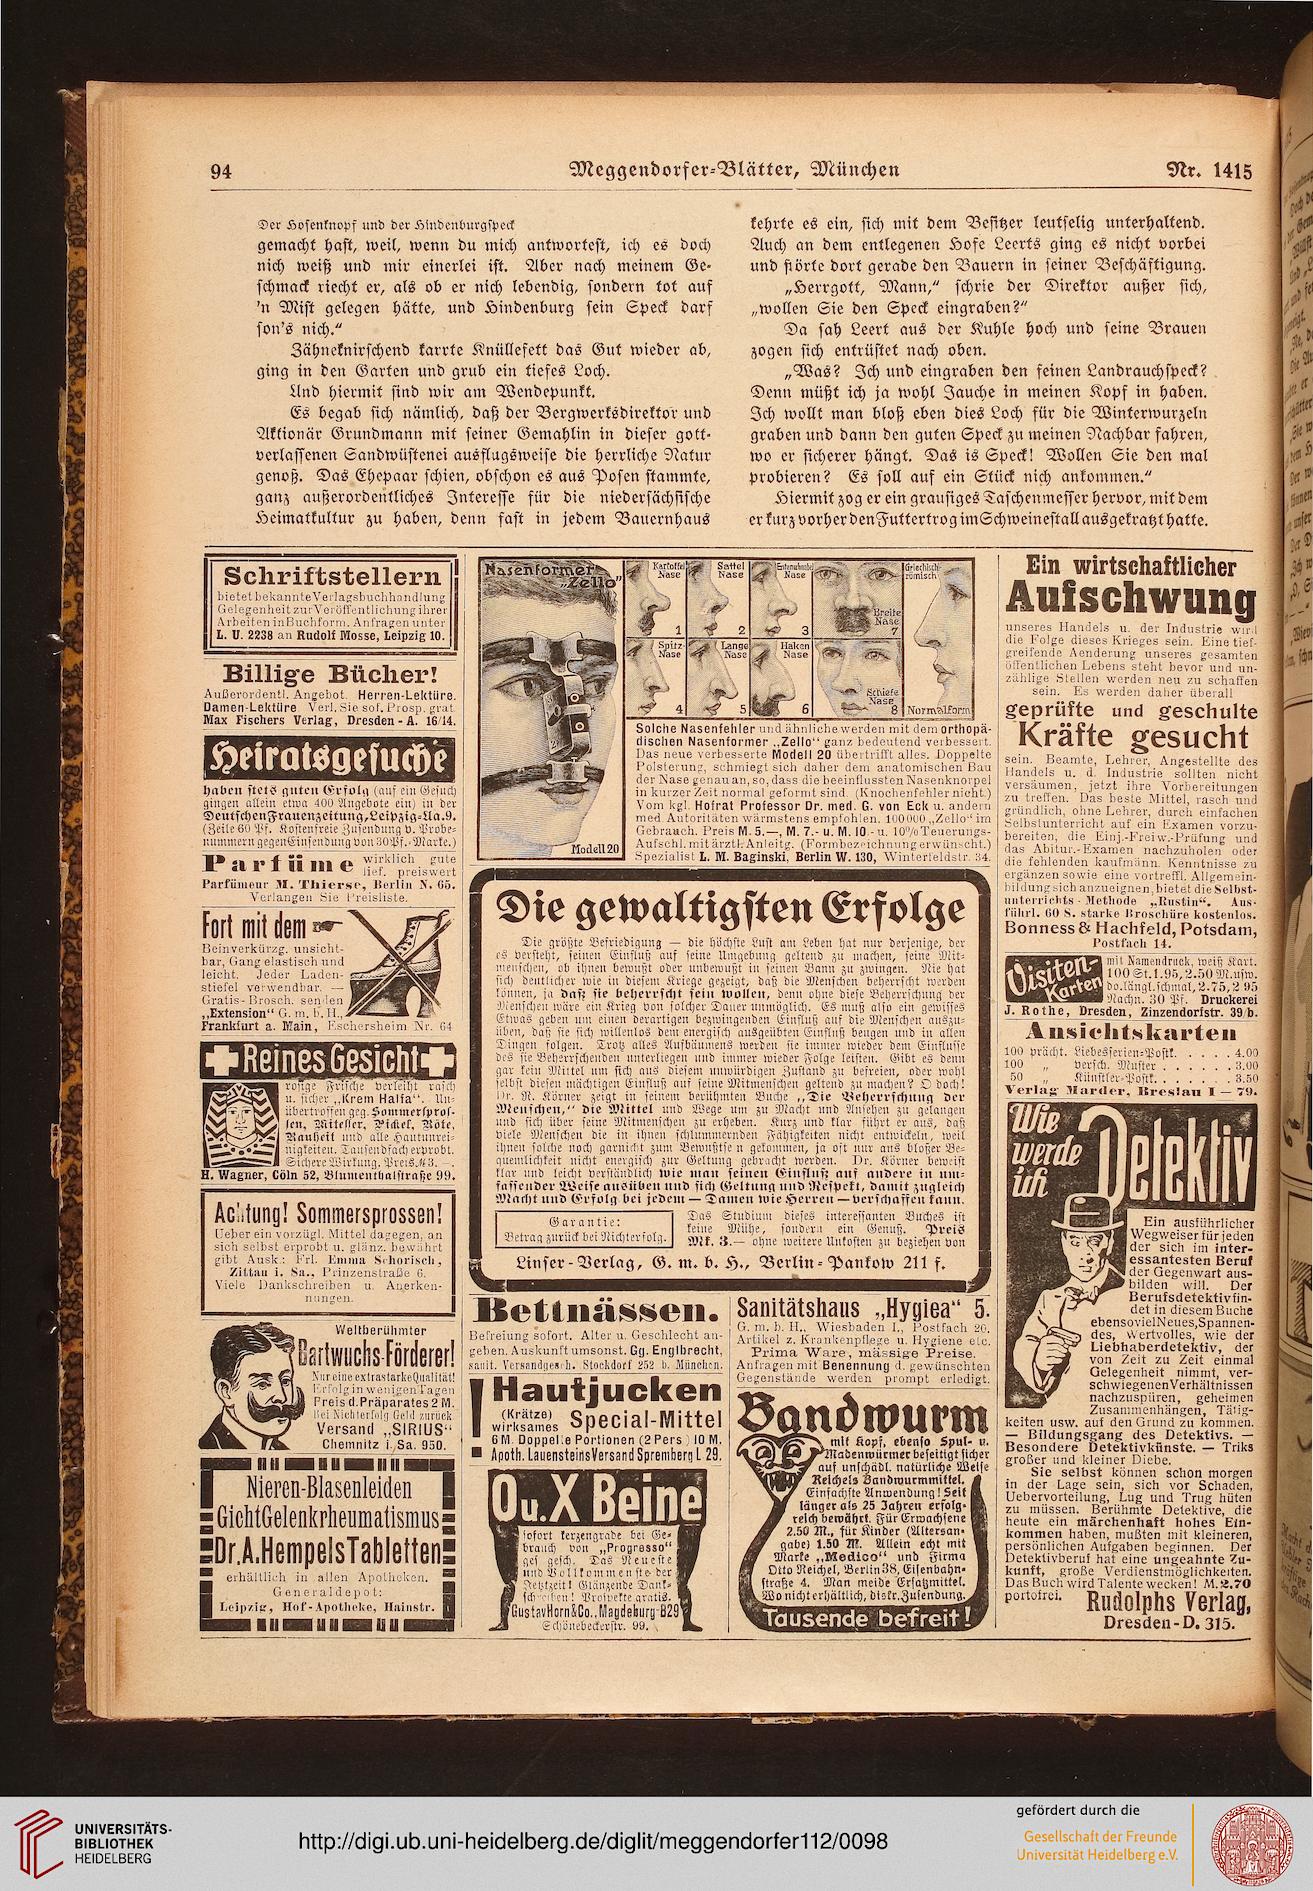 94
Meggendorfer-Blätter, München
Nr. 1415
Der Hosenknopf und der Hindenburgspeck
gemacht hast, weil, wenn du mich antwortest, ich es doch
nich weiß und mir einerlei ist. Aber nach meinem Ge-
schmack riecht er, als ob er nich lebendig, sondern tot auf
'n Mist gelegen hätte, und Hindenburg sein Speck darf
son's nich.“
Zähneknirschend karrte Knüllefett das Gut wieder ab,
ging in den Garten und grub ein tiefes Loch.
Und hiermit sind wir am Wendepunkt.
Es begab sich nämlich, daß der Bergwerksdirektor und
Aktionär Grundmann mit seiner Gemahlin in dieser gott-
verlassenen Sandwüstenei ausflugsweise die herrliche Natur
genoß. Das Ehepaar schien, obschon es aus Posen stammte,
ganz außerordentliches Interesse für die niedersächsische
Heimatkultur zu haben, denn fast in jedem Bauernhaus
kehrte es ein, sich mit dem Besitzer leutselig unterhaltend.
Auch an dem entlegenen Hofe Leerts ging es nicht vorbei
und störte dort gerade den Bauern in seiner Beschäftigung.
„Herrgott, Mann,“ schrie der Direktor außer sich,
„wollen Sie den Speck eingraben?“
Da sah Leert aus der Kuhle hoch und seine Brauen
zogen sich entrüstet nach oben.
„Was? Ich und eingraben den feinen Landrauchspeck?
Denn müßt ich ja wohl Jauche in meinen Kopf in haben.
Ich wollt man bloß eben dies Loch für die Winterwurzeln
graben und dann den guten Speck zu meinen Nachbar fahren,
wo er sicherer hängt. Das is Speck! Wollen Sie den mal
probieren? Es soll auf ein Stück nich ankommen.“
Hiermit zog er ein grausiges Taschenmesser hervor, mit dem
er kurz vorher den Futtertrog im Schweinestall ausgekratzt hatte.
Schriftstellern
bietet bekannte Verlagsbuchhandlung
Gelegenheit zur Veröffentlichung ihrer
Arbeiten in Buchform. Anfragen unter
L. U. 2238 an Rudolf Mosse, Leipzig 10.
Billige Bücher!
Außerordentl. Angebot. Herren-Lektüre.
Damen-Lektüre Verl. Sie sof. Prosp. grat.
Max Fischers Verlag, Dresden-A. 16/14.
Heiratsgesuche
haben stets guten Erfolg (auf ein Gesuch
gingen allein etwa 400 Angebote ein) in der
Deutschen Frauenzeitung, Leipzig-Aa.9.
(Zeile 60 Pf. Kostenfreie Zusendung v. Probe-
nummern gegen Einsendung von 30 Pf.-Marke.)
Parfüme wirklich gute
lief. preiswert
Parfümeur M. Thierse, Berlin N. 65.
Verlangen Sie Preisliste.
Fort mit dem
Beinverkürzg. unsicht-
bar, Gang elastisch und
leicht. Jeder Laden-
stiefel verwendbar. —
Gratis-Brosch. senden
„Extension“ G. m. b. H.,
Frankfurt a. Main, Eschersheim Nr. 64
Reines Gesicht
rosige Frische verleiht rasch
u. sicher „Krem Halfa“. Un-
übertroffen geg. Sommerspros-
sen, Mitesser, Pickel, Röte,
Rauheit und alle Hautunrei-
nigkeiten. Tausendfach erprobt.
Sichere Wirkung. Preis M 3.—.
H. Wagner, Cöln 52, Blumenthalstraße 99.
Achtung! Sommersprossen!
Ueber ein vorzügl. Mittel dagegen, an
sich selbst erprobt u. glänz. bewährt
gibt Ausk.: Frl. Emma Schorisch,
Zittau i. Sa., Prinzenstraße 6.
Viele Dankschreiben u. Anerken-
nungen.
Weltberühmter
Bartwuchs-Förderer!
Nur eine extrastarke Qualität!
Erfolg in wenigen Tagen
Preis d. Präparates 2 M.
Bei Nichterfolg Geld zurück
Versand „SIRIUS“
Chemnitz i. Sa. 950.
Nieren-Blasenleiden
Gicht Gelenkrheumatismus
Dr. A. Hempels Tabletten
erhältlich in allen Apotheken.
Generaldepot:
Leipzig, Hof-Apotheke, Hainstr.
Nasenformer
„Zello“
Modell 20
Kartoffel Nase 1
Sattel Nase 2
Entenschnabel Nase 3
Breite Nase 7
Griechisch-römisch
Spitz-Nase 4
Lange Nase 5
Haken Nase 6
Schiefe Nase 8
Normalform
Solche Nasenfehler und ähnliche werden mit dem orthopä-
dischen Nasenformer „Zello“ ganz bedeutend verbessert.
Das neue verbesserte Modell 20 übertrifft alles. Doppelte
Polsterung, schmiegt sich daher dem anatomischen Bau
der Nase genau an, so, dass die beeinflussten Nasenknorpel
in kurzer Zeit normal geformt sind. (Knochenfehler nicht.)
Vom kgl. Hofrat Professor Dr. med. G. von Eck u. andern
med. Autoritäten wärmstens empfohlen. 100000 „Zello“ im
Gebrauch. Preis M. 5.—, M. 7.- u. M. 10.- u. 10% Teuerungs-
Aufschl. mit ärztl. Anleitg. (Formbezeichnung erwünscht.)
Spezialist L. M. Baginski, Berlin W. 130, Winterfeldstr. 34.
Die gewaltigsten Erfolge
Die größte Befriedigung — die höchste Lust am Leben hat nur derjenige, der
es versteht, seinen Einfluß auf seine Umgebung geltend zu machen, seine Mit-
menschen, ob ihnen bewußt oder unbewußt in seinen Bann zu zwingen. Nie hat
sich deutlicher wie in diesem Kriege gezeigt, daß die Menschen beherrscht werden
können, ja daß sie beherrscht sein wollen, denn ohne diese Beherrschung der
Menschen wäre ein Krieg von solcher Dauer unmöglich. Es muß also ein gewisses
Etwas geben um einen derartigen bezwingenden Einfluß auf die Menschen auszu-
üben, daß sie sich willenlos dem energisch ausgeübten Einfluß beugen und in allen
Dingen folgen. Trotz alles Aufbäumens werden sie immer wieder dem Einflusse
des sie Beherrschenden unterliegen und immer wieder Folge leisten. Gibt es denn
gar kein Mittel um sich aus diesem unwürdigen Zustand zu befreien, oder wohl
selbst diesen mächtigen Einfluß auf seine Mitmenschen geltend zu machen? O doch!
Dr. R. Körner zeigt in seinem berühmten Buche „Die Beherrschung der
Menschen,“ die Mittel und Wege um zu Macht und Ansehen zu gelangen
und sich über seine Mitmenschen zu erheben. Kurz und klar führt er aus, daß
viele Menschen die in ihnen schlummernden Fähigkeiten nicht entwickeln, weil
ihnen solche noch garnicht zum Bewußtsein gekommen, ja oft nur aus bloßer Be-
quemlichkeit nicht energisch zur Geltung gebracht werden. Dr. Körner beweist
klar und leicht verständlich wie man seinen Einfluß auf andere in um-
fassender Weise ausüben und sich Geltung und Respekt, damit zugleich
Macht und Erfolg bei jedem — Damen wie Herren — verschaffen kann.
Garantie:
Betrag zurück bei Nichterfolg.
Das Studium dieses interessanten Buches ist
keine Mühe, sondern ein Genuß. Preis
Mk. 3.— ohne weitere Unkosten zu beziehen von
Linser-Verlag, G. m. b. H., Berlin-Pankow 211 f.
Bettnässen.
Befreiung sofort. Alter u. Geschlecht an-
geben. Auskunft umsonst. Gg. Englbrecht,
sanit. Versandgesch. Stockdorf 252 b. München.
Hautjucken
(Krätze) Special-Mittel
wirksames
6 M. Doppelte Portionen (2 Pers.) 10 M.
Apoth. Lauensteins Versand Spremberg L 29.
O u. X Beine
sofort kerzengrade bei Ge-
brauch von „Progresso“
ges. gesch. Das Neueste
und Vollkommenste der
Jetztzeit! Glänzende Dank-
schreiben! Prospekte gratis.
Gustav Horn & Co., Magdeburg-B29
Schönebeckerstr. 99.
Sanitätshaus „Hygiea“ 5.
G. m. b. H., Wiesbaden I., Postfach 20.
Artikel z. Krankenpflege u. Hygiene etc.
Prima Ware, mässige Preise.
Anfragen mit Benennung d. gewünschten
Gegenstände werden prompt erledigt.
Bandwurm
mit Kopf, ebenso Spul- u.
Madenwürmer beseitigt sicher
auf unschädl. natürliche Weise
Reichels Bandwurmmittel.
Einfachste Anwendung! Seit
länger als 25 Jahren erfolg-
reich bewährt. Für Erwachsene
2.50 M., für Kinder (Altersan-
gabe) 1.50 M. Allein echt mit
Marke „Medico“ und Firma
Otto Reichel, Berlin 38, Eisenbahn-
straße 4. Man meide Ersatzmittel.
Wo nicht erhältlich, diskr. Zusendung.
Tausende befreit!
Ein wirtschaftlicher
Aufschwung
unseres Handels u. der Industrie wird
die Folge dieses Krieges sein. Eine tief-
greifende Aenderung unseres gesamten
öffentlichen Lebens steht bevor und un-
zählige Stellen werden neu zu schaffen
sein. Es werden daher überall
geprüfte und geschulte
Kräfte gesucht
sein. Beamte, Lehrer, Angestellte des
Handels u. d. Industrie sollten nicht
versäumen, jetzt ihre Vorbereitungen
zu treffen. Das beste Mittel, rasch und
gründlich, ohne Lehrer, durch einfachen
Selbstunterricht auf ein Examen vorzu-
bereiten, die Einj.-Freiw.-Prüfung und
das Abitur.-Examen nachzuholen oder
die fehlenden kaufmänn. Kenntnisse zu
ergänzen sowie eine vortreffl. Allgemein-
bildung sich anzueignen, bietet die Selbst-
unterrichts-Methode „Rustin“. Aus-
führl. 60 S. starke Broschüre kostenlos.
Bonness & Hachfeld, Potsdam,
Postfach 14.
Visiten-Karten
mit Namendruck, weiß Kart.
100 St. 1.95, 2.50 M. usw.
do. längl. schmal, 2.75, 2.95
Nachn. 30 Pf. Druckerei
J. Rothe, Dresden, Zinzendorfstr. 39 b.
Ansichtskarten
100 prächt. Liebesserien-Postk. . . . . . 4.00
100 „ versch. Muster . . . . . . . 3.00
50 „ Künstler-Postk. . . . . . . . 3.50
Verlag Marder, Breslau I — 79.
Wie werde ich Detektiv
Ein ausführlicher
Wegweiser für jeden
der sich im inter-
essantesten Beruf
der Gegenwart aus-
bilden will. Der
Berufsdetektiv fin-
det in diesem Buche
ebensoviel Neues, Spannen-
des, Wertvolles, wie der
Liebhaberdetektiv, der
von Zeit zu Zeit einmal
Gelegenheit nimmt, ver-
schwiegenen Verhältnissen
nachzuspüren, geheimen
Zusammenhängen, Tätig-
keiten usw. auf den Grund zu kommen.
— Bildungsgang des Detektivs. —
Besondere Detektivkünste. — Triks
großer und kleiner Diebe.
Sie selbst können schon morgen
in der Lage sein, sich vor Schaden,
Uebervorteilung, Lug und Trug hüten
zu müssen. Berühmte Detektive, die
heute ein märchenhaft hohes Ein-
kommen haben, mußten mit kleineren,
persönlichen Aufgaben beginnen. Der
Detektivberuf hat eine ungeahnte Zu-
kunft, große Verdienstmöglichkeiten.
Das Buch wird Talente wecken! M. 2.70
portofrei. Rudolphs Verlag,
Dresden-D. 315.
UNIVERSITÄTS-
BIBLIOTHEK
HEIDELBERG
http://digi.ub.uni-heidelberg.de/diglit/meggendorfer112/0098
gefördert durch die
Gesellschaft der Freunde
Universität Heidelberg e.V.